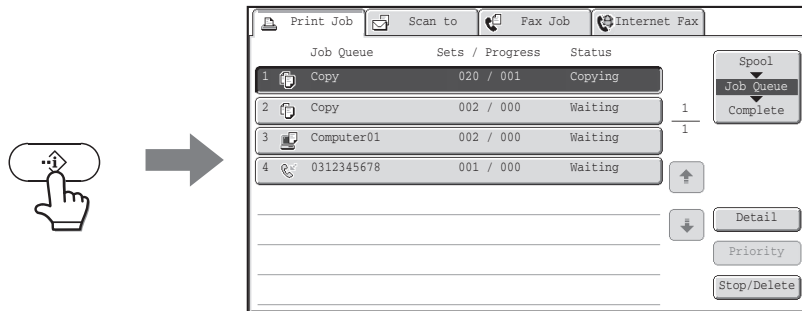 Print Job Scan to Fax Job Internet Fax
Job Queue Sets / Progress Status
1 Copy 020 / 001 Copying
2 Copy 002 / 000 Waiting
3 Computer01 002 / 000 Waiting
4 0312345678 001 / 000 Waiting
1
1
Spool
Job Queue
Complete
Detail
Priority
Stop/Delete